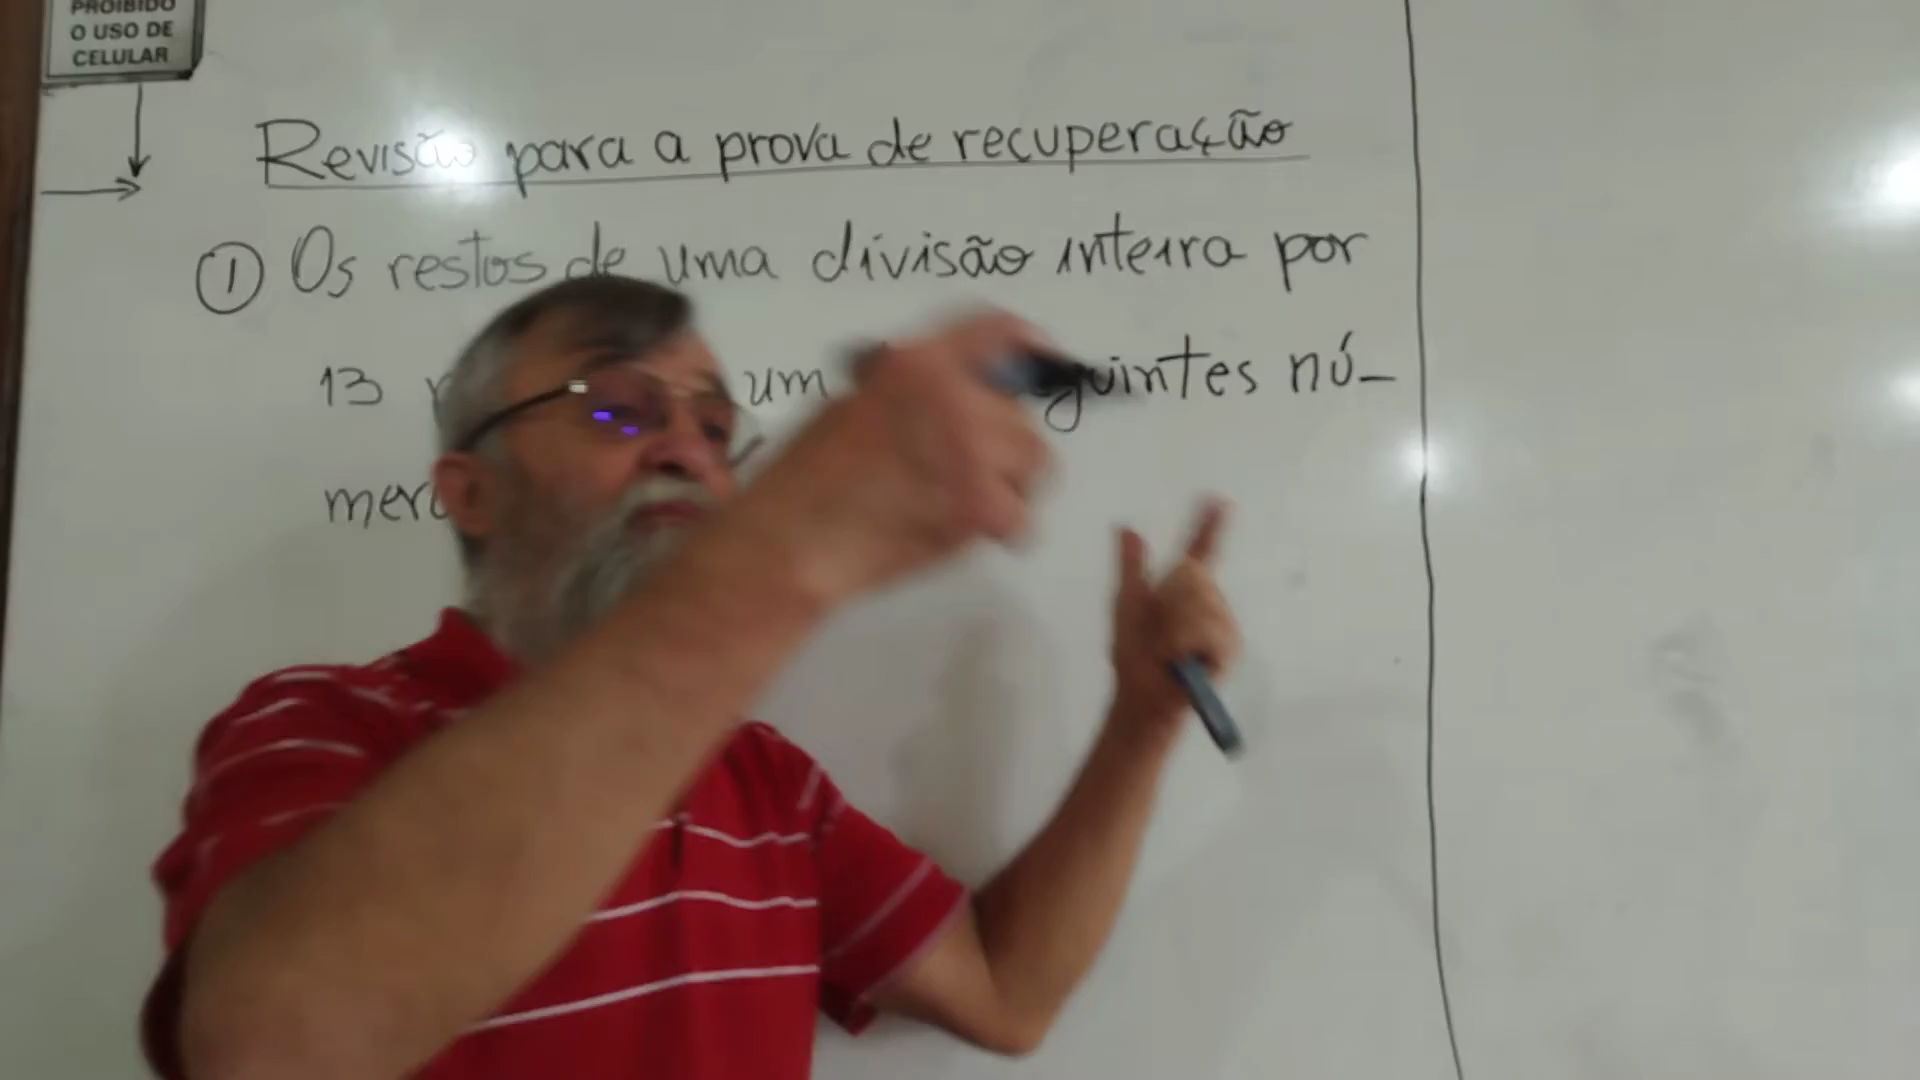 PROIBIDO
O USO DE
CELULAR
Revisão para a prova de recuperação
① Os restos de uma divisão inteira por
13 um guintes nú-
mer